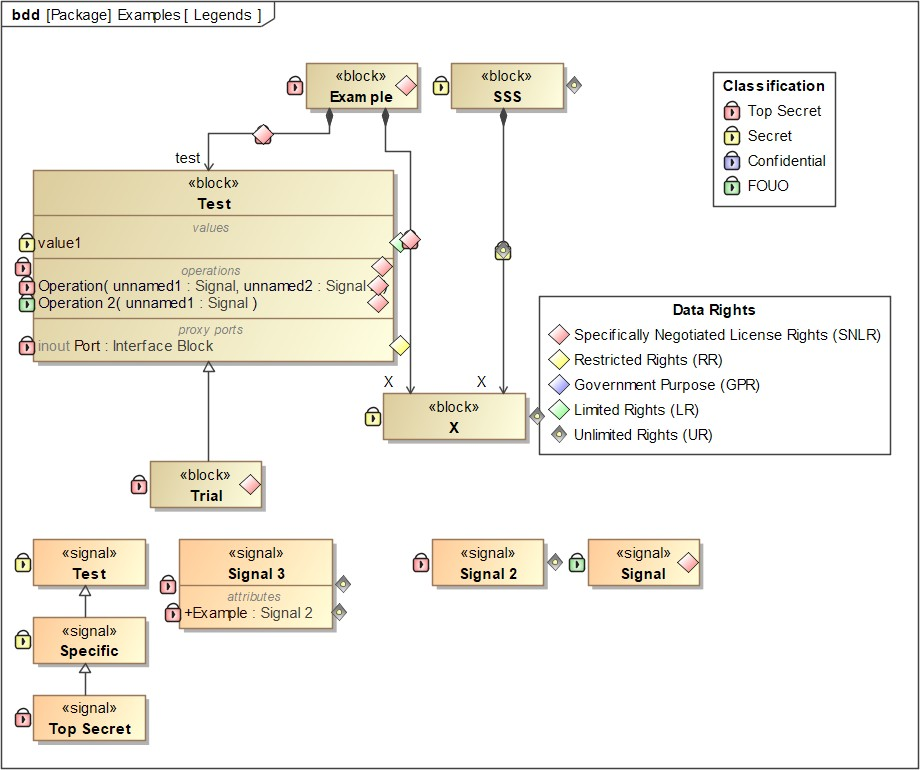 bdd [Package] Examples [ Legends ]
«block»
Example
«block»
SSS
Classification
Top Secret
Secret
Confidential
FOUO
test
«block»
Test
values
value1
operations
Operation( unnamed1 : Signal, unnamed2 : Signal
Operation 2( unnamed1 : Signal )
proxy ports
inout Port : Interface Block
Data Rights
Specifically Negotiated License Rights (SNLR)
Restricted Rights (RR)
Government Purpose (GPR)
Limited Rights (LR)
Unlimited Rights (UR)
X
X
«block»
X
«block»
Trial
«signal»
Test
«signal»
Signal 3
attributes
+Example : Signal 2
«signal»
Signal 2
«signal»
Signal
«signal»
Specific
«signal»
Top Secret